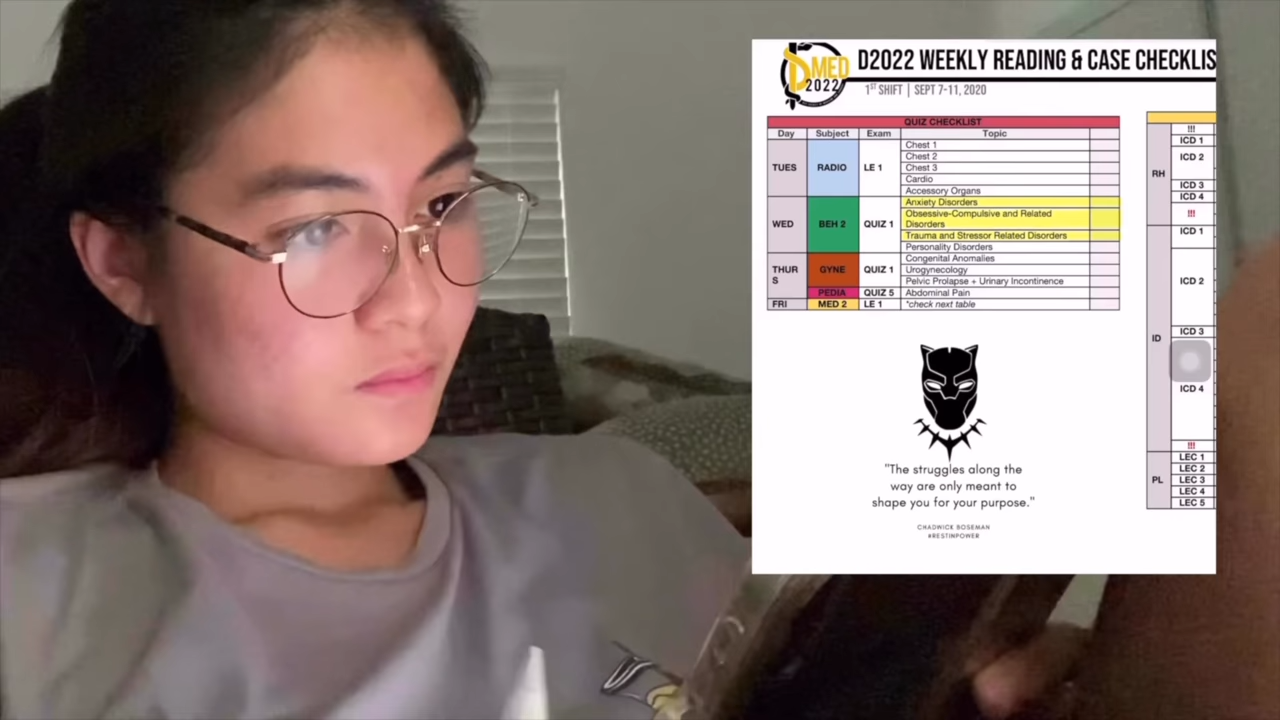 D2022 WEEKLY READING & CASE CHECKLIS
MED
2022
1ST SHIFT | SEPT 7-11, 2020
QUIZ CHECKLIST
Day Subject Exam Topic
TUES RADIO LE 1
Chest 1
Chest 2
Chest 3
Cardio
Accessory Organs
WED BEH 2 QUIZ 1
Anxiety Disorders
Obsessive-Compulsive and Related
Disorders
Trauma and Stressor Related Disorders
Personality Disorders
THUR
S
GYNE QUIZ 1
Congenital Anomalies
Urogynecology
Pelvic Prolapse + Urinary Incontinence
PEDIA QUIZ 5 Abdominal Pain
FRI MED 2 LE 1 *check next table
"The struggles along the
way are only meant to
shape you for your purpose."
CHADWICK BOSEMAN
#RESTINPOWER
RH
!!!
ICD 1
ICD 2
ICD 3
ICD 4
!!!
ID
ICD 1
ICD 2
ICD 3
ICD 4
!!!
PL
LEC 1
LEC 2
LEC 3
LEC 4
LEC 5